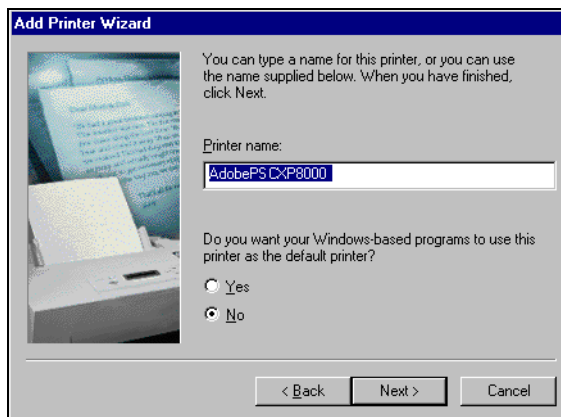 Add Printer Wizard
You can type a name for this printer, or you can use
the name supplied below. When you have finished,
click Next.
Printer name:
AdobePS CXP8000
Do you want your Windows-based programs to use this
printer as the default printer?
Yes
No
< Back
Next >
Cancel